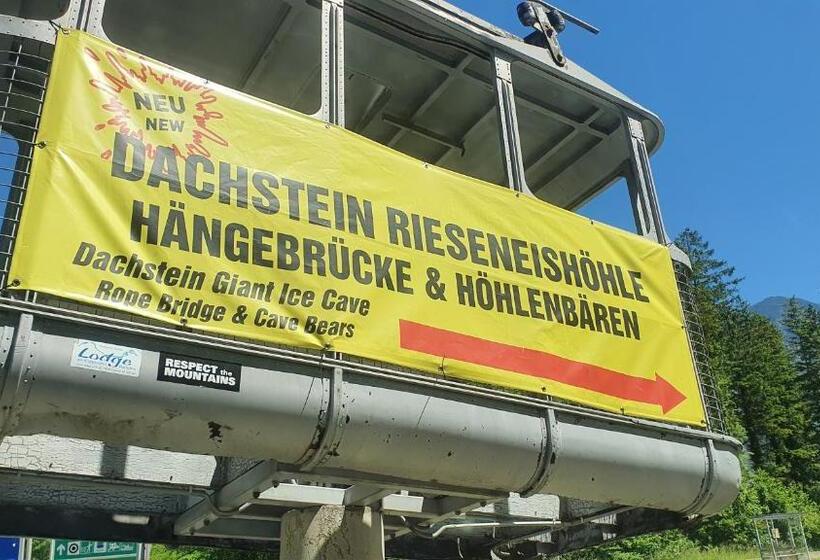 NEU
NEW
DACHSTEIN RIESENEISHÖHLE
HÄNGEBRÜCKE & HÖHLENBÄREN
Dachstein Giant Ice Cave
Rope Bridge & Cave Bears
Lodge
RESPECT the
MOUNTAINS